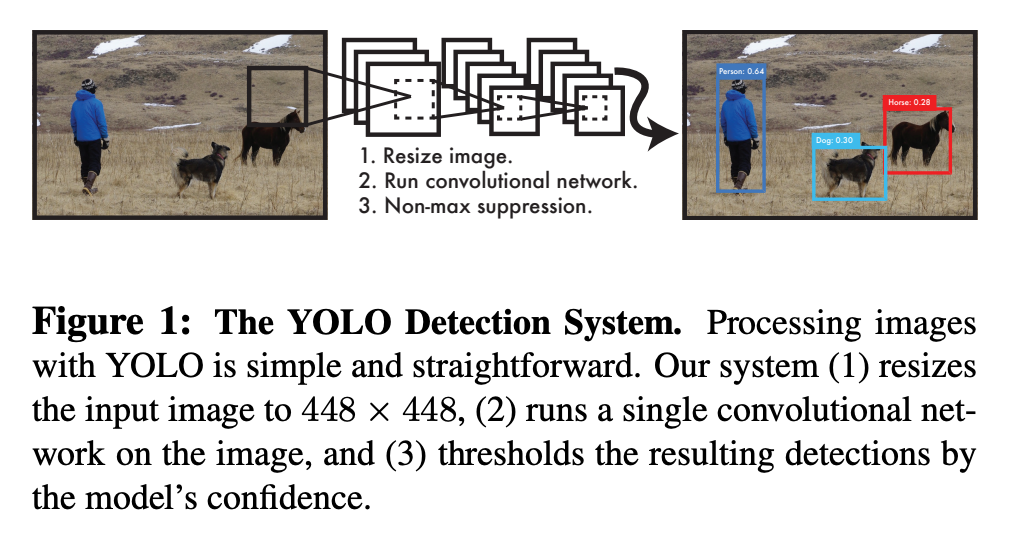 Person: 0.64
Horse: 0.28
Dog: 0.30
1. Resize image.
2. Run convolutional network.
3. Non-max suppression.
Figure 1: The YOLO Detection System. Processing images
with YOLO is simple and straightforward. Our system (1) resizes
the input image to 448 × 448, (2) runs a single convolutional net-
work on the image, and (3) thresholds the resulting detections by
the model's confidence.